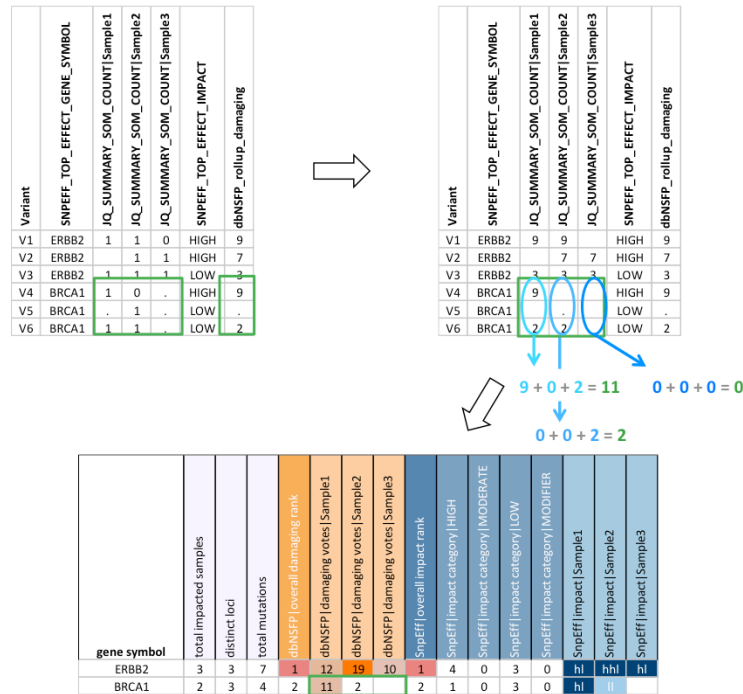 Variant SNPEFF_TOP_EFFECT_GENE_SYMBOL JQ_SUMMARY_SOM_COUNT|Sample1 JQ_SUMMARY_SOM_COUNT|Sample2 JQ_SUMMARY_SOM_COUNT|Sample3 SNPEFF_TOP_EFFECT_IMPACT dbNSFP_rollup_damaging
V1 ERBB2 1 1 0 HIGH 9
V2 ERBB2 1 1 HIGH 7
V3 ERBB2 1 1 1 LOW 3
V4 BRCA1 1 0 . HIGH 9
V5 BRCA1 . 1 . LOW .
V6 BRCA1 1 1 . LOW 2
Variant SNPEFF_TOP_EFFECT_GENE_SYMBOL JQ_SUMMARY_SOM_COUNT|Sample1 JQ_SUMMARY_SOM_COUNT|Sample2 JQ_SUMMARY_SOM_COUNT|Sample3 SNPEFF_TOP_EFFECT_IMPACT dbNSFP_rollup_damaging
V1 ERBB2 9 9 HIGH 9
V2 ERBB2 7 7 HIGH 7
V3 ERBB2 3 3 3 LOW 3
V4 BRCA1 9 HIGH 9
V5 BRCA1 . LOW .
V6 BRCA1 2 2 LOW 2
9 + 0 + 2 = 11 0 + 0 + 0 = 0
0 + 0 + 2 = 2
gene symbol total impacted samples distinct loci total mutations dbNSFP|overall damaging rank dbNSFP|damaging votes|Sample1 dbNSFP|damaging votes|Sample2 dbNSFP|damaging votes|Sample3 SnpEff|overall impact rank SnpEff|impact category|HIGH SnpEff|impact category|MODERATE SnpEff|impact category|LOW SnpEff|impact category|MODIFIER SnpEff|impact|Sample1 SnpEff|impact|Sample2 SnpEff|impact|Sample3
ERBB2 3 3 7 1 12 19 10 1 4 0 3 0 hl hhl hl
BRCA1 2 3 4 2 11 2 2 1 0 3 0 hl ll